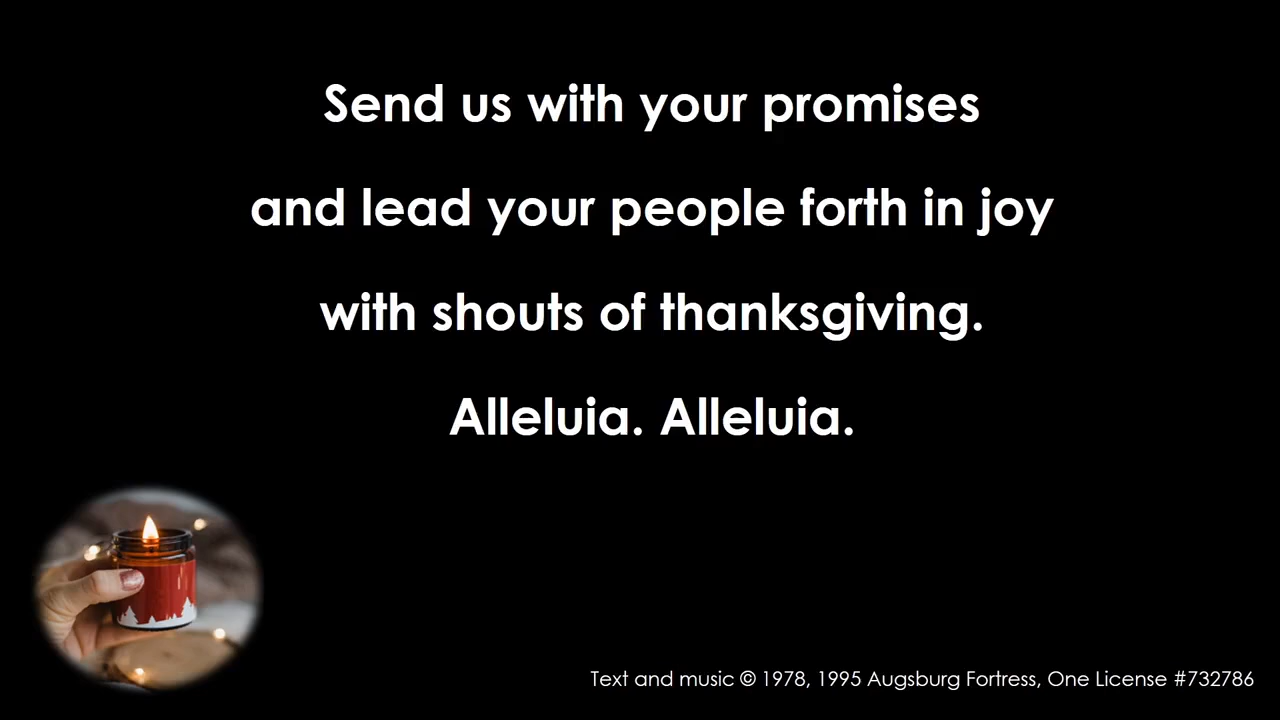 Send us with your promises
and lead your people forth in joy
with shouts of thanksgiving.
Alleluia. Alleluia.
Text and music © 1978, 1995 Augsburg Fortress, One License #732786